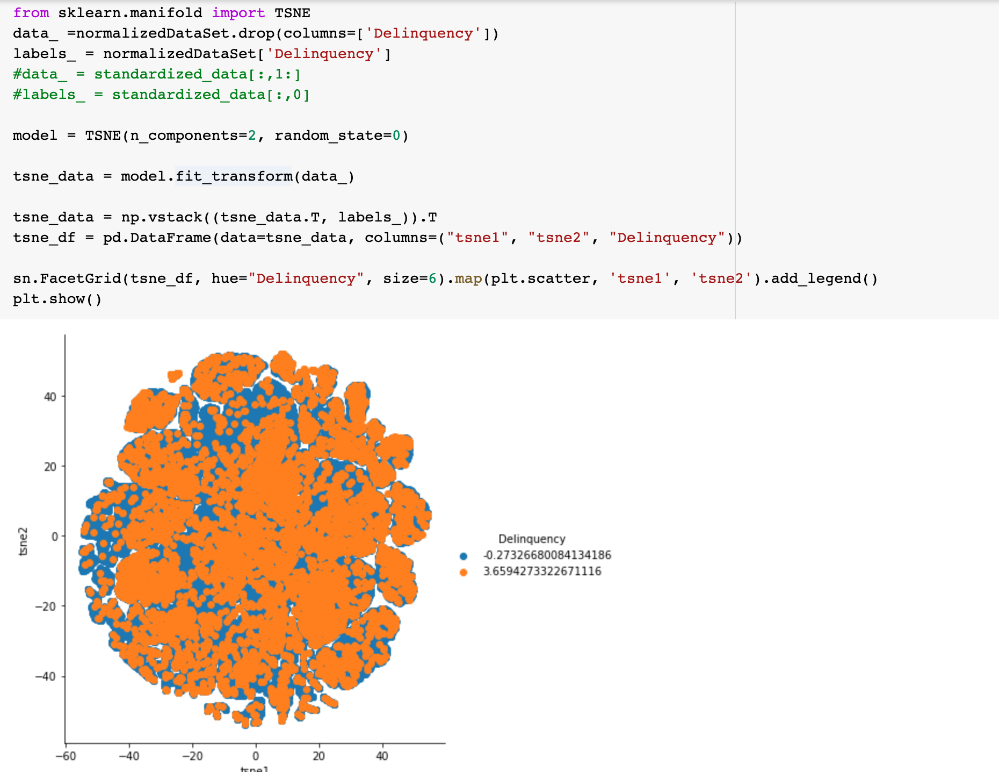 from sklearn.manifold import TSNE
data_ =normalizedDataSet.drop(columns=['Delinquency'])
labels_ = normalizedDataSet['Delinquency']
#data_ = standardized_data[:,1:]
#labels_ = standardized_data[:,0]
model = TSNE(n_components=2, random_state=0)
tsne_data = model.fit_transform(data_)
tsne_data = np.vstack((tsne_data.T, labels_)).T
tsne_df = pd.DataFrame(data=tsne_data, columns=("tsne1", "tsne2", "Delinquency"))
sn.FacetGrid(tsne_df, hue="Delinquency", size=6).map(plt.scatter, 'tsne1', 'tsne2').add_legend()
plt.show()
40
20
0
−20
−40
tsne2
Delinquency
-0.27326680084134186
3.6594273322671116
−60 −40 −20 0 20 40
tsne1